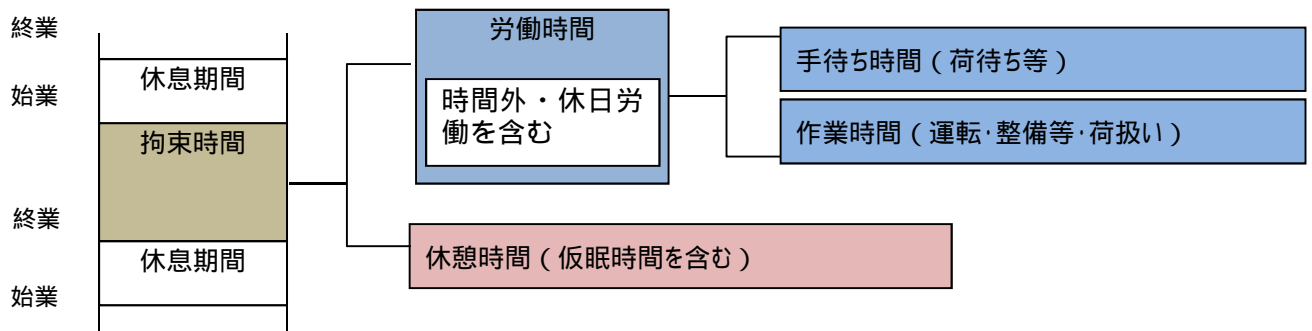 終業
休息期間
始業
拘束時間
終業
休息期間
始業
労働時間
時間外・休日労
働を含む
手待ち時間（荷待ち等）
作業時間（運転･整備等･荷扱い）
休憩時間（仮眠時間を含む）